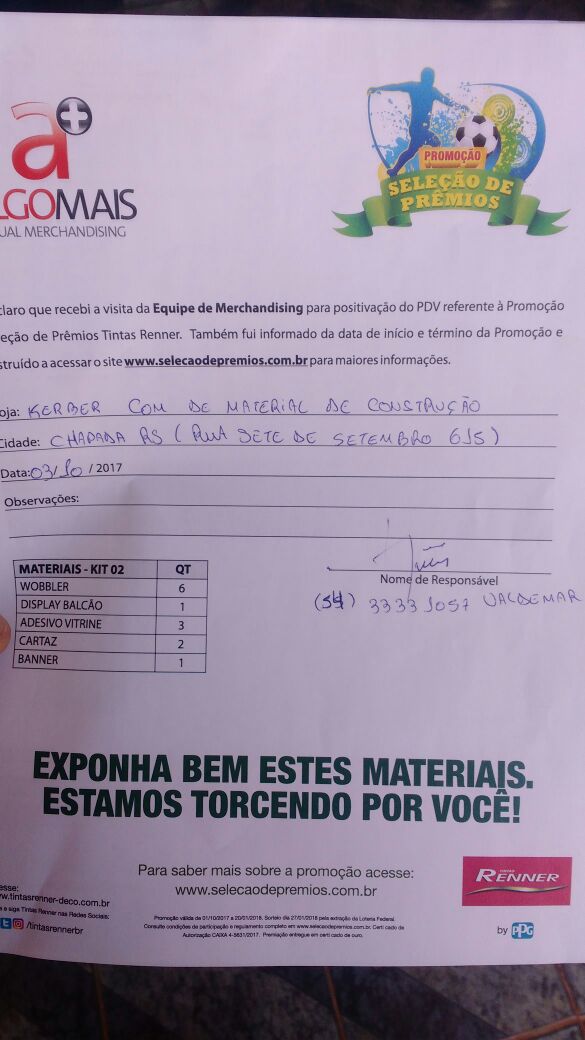 a+
LGOMAIS
UAL MERCHANDISING
PROMOÇÃO
SELEÇÃO DE
PRÊMIOS
claro que recebi a visita da Equipe de Merchandising para positivação do PDV referente à Promoção
eção de Prêmios Tintas Renner. Também fui informado da data de início e término da Promoção e
struído a acessar o site www.selecaodepremios.com.br para maiores informações.
oja: KERBER COM DE MATERIAL DE CONSTRUÇÃO
Cidade: CHAPADA RS (RUA SETE DE SETEMBRO 615)
Data: 03/10/2017
Observações:
MATERIAIS - KIT 02 QT
WOBBLER 6
DISPLAY BALCÃO 1
ADESIVO VITRINE 3
CARTAZ 2
BANNER 1
Nome de Responsável
(54) 3333 1057 VALDEMAR
EXPONHA BEM ESTES MATERIAIS.
ESTAMOS TORCENDO POR VOCÊ!
Para saber mais sobre a promoção acesse:
www.selecaodepremios.com.br
esse:
w.tintasrenner-deco.com.br
a e siga Tintas Renner nas Redes Sociais:
/tintasrennerbr
Promoção válida de 01/10/2017 a 20/01/2018. Sorteio dia 27/01/2018 pela extração da Loteria Federal.
Consulte condições de participação e regulamento completo em www.selecaodepremios.com.br. Certi cado de
Autorização CAIXA 4-5631/2017. Premiação entregue em certi cado de ouro.
TINTAS
RENNER
by PPG